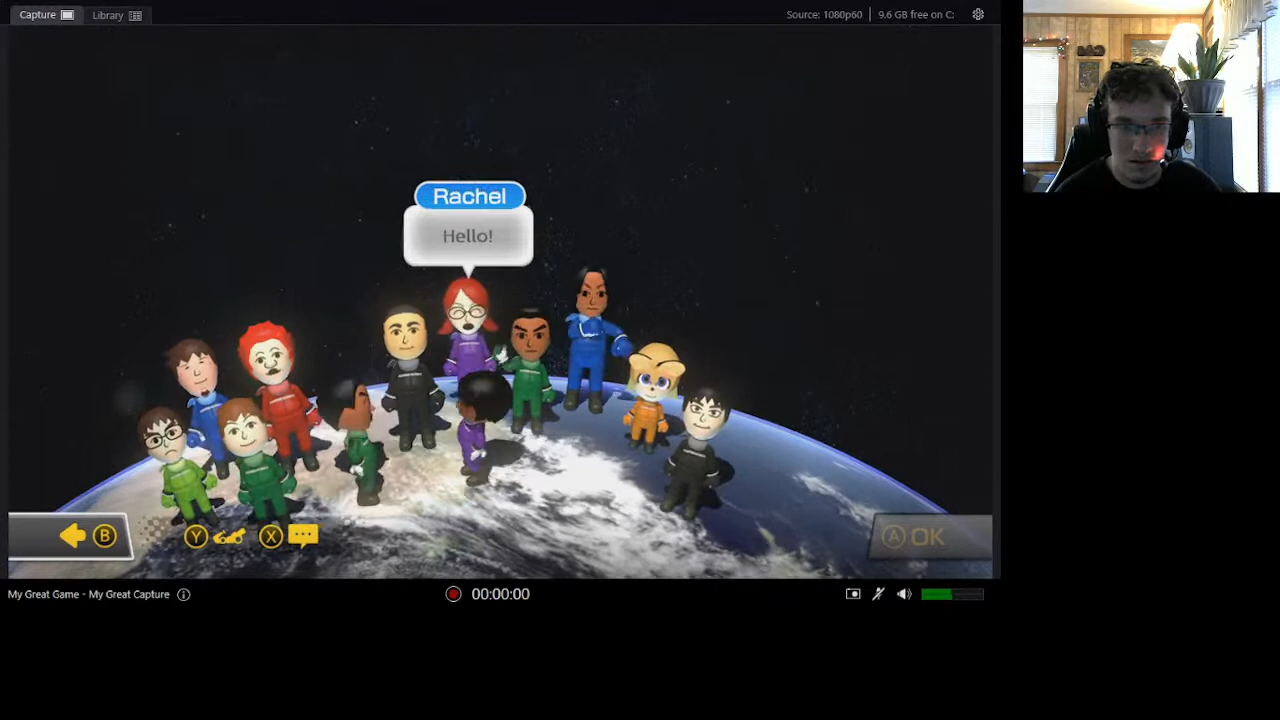 Capture
Library
Source: 1080p60
9.6 GB free on C:
Rachel
Hello!
B
Y
X
A OK
My Great Game - My Great Capture
00:00:00